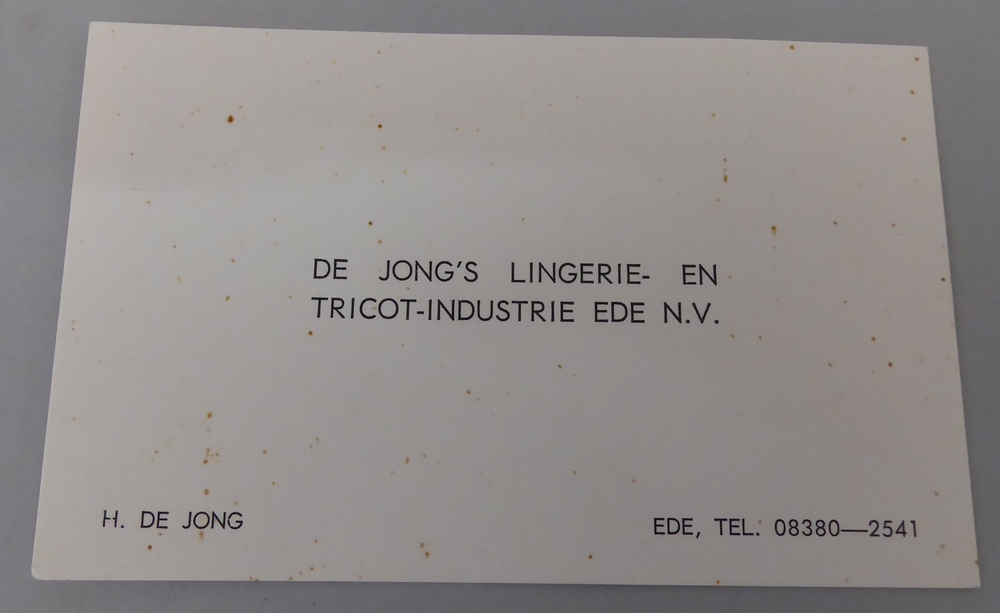 DE JONG'S LINGERIE- EN
TRICOT-INDUSTRIE EDE N.V.
H. DE JONG
EDE, TEL. 08380—2541